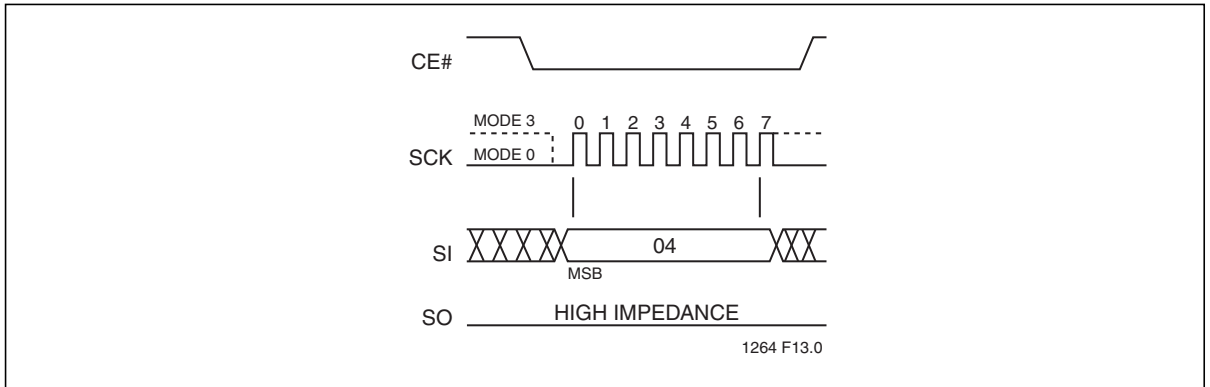 CE#
MODE 3
0 1 2 3 4 5 6 7
SCK
MODE 0
SI
04
MSB
SO
HIGH IMPEDANCE
1264 F13.0